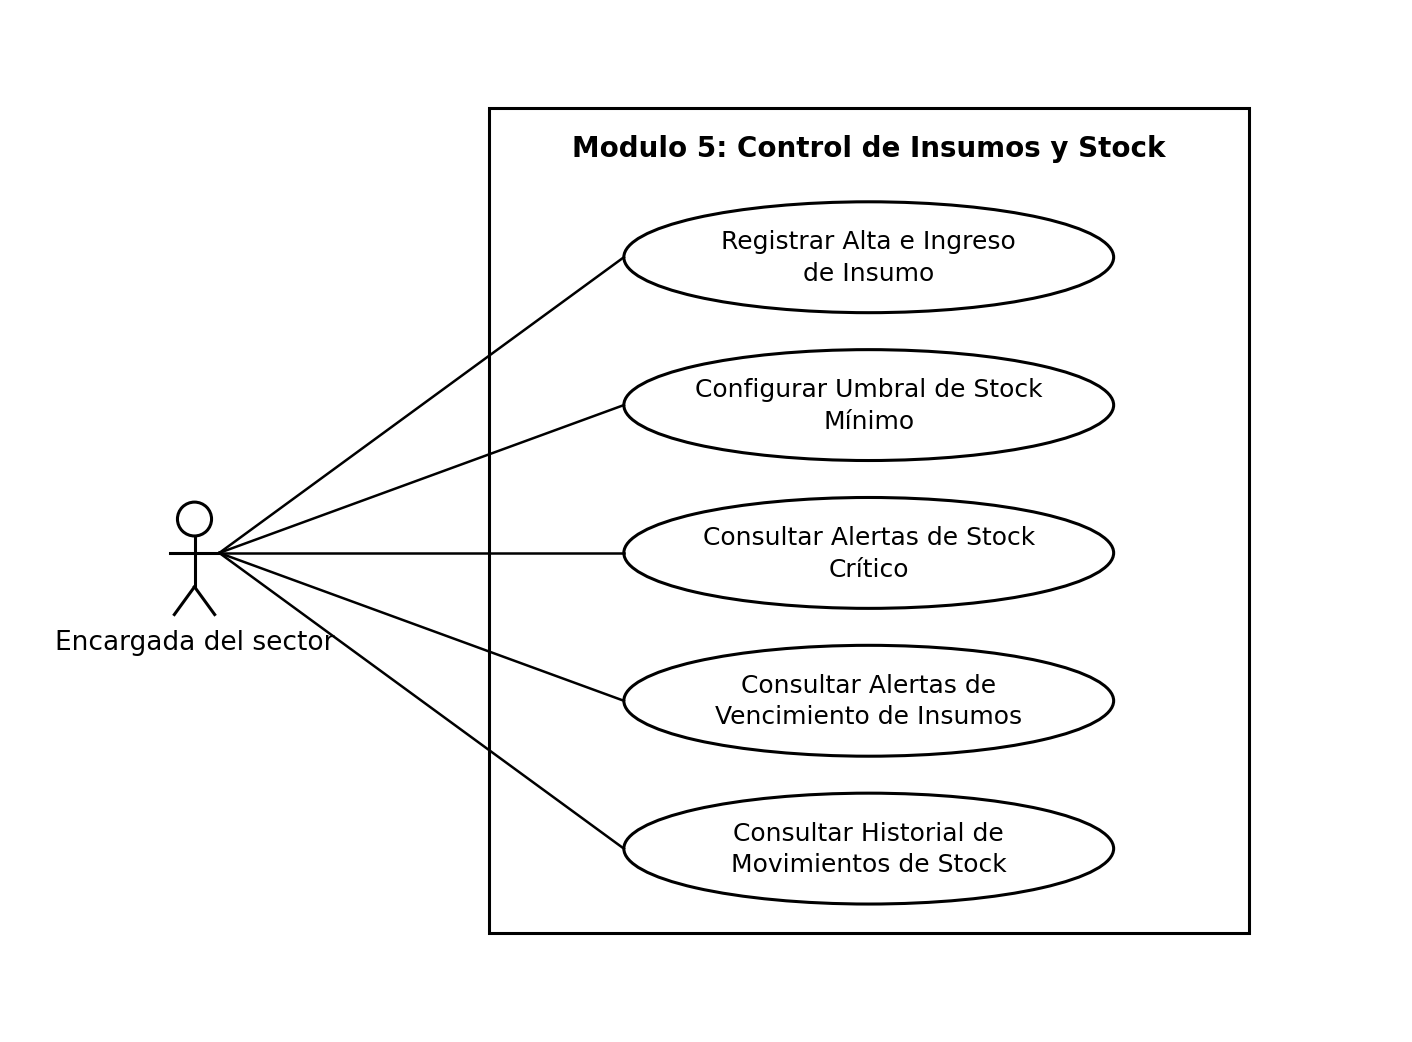 Modulo 5: Control de Insumos y Stock
Registrar Alta e Ingreso
de Insumo
Configurar Umbral de Stock
Mínimo
Consultar Alertas de Stock
Crítico
Encargada del sector
Consultar Alertas de
Vencimiento de Insumos
Consultar Historial de
Movimientos de Stock